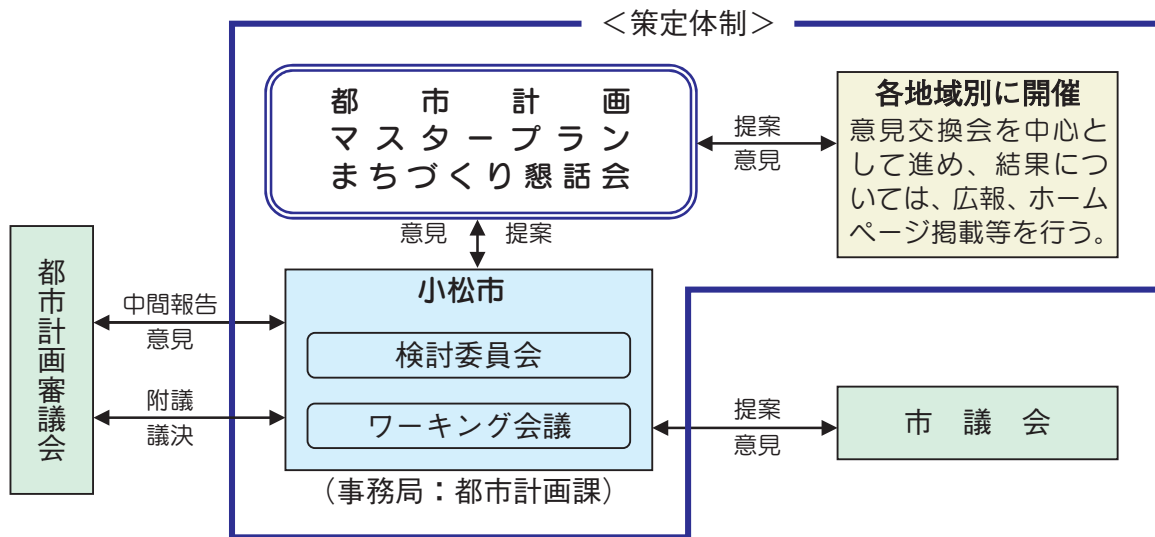 ＜策定体制＞
都市計画
マスタープラン
まちづくり懇話会
提案
意見
各地域別に開催
意見交換会を中心と
して進め、結果につ
いては、広報、ホーム
ページ掲載等を行う。
意見
提案
都市計画審議会
中間報告
意見
附議
議決
小松市
検討委員会
ワーキング会議
（事務局：都市計画課）
提案
意見
市議会